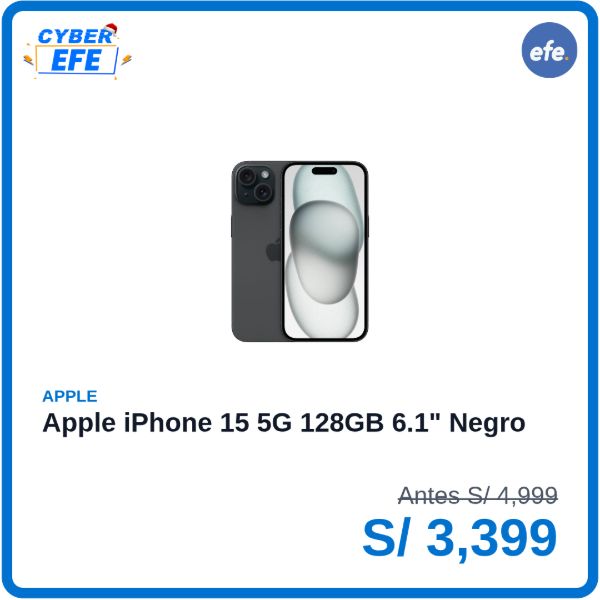 CYBER
EFE
efe.
APPLE
Apple iPhone 15 5G 128GB 6.1" Negro
Antes S/ 4,999
S/ 3,399